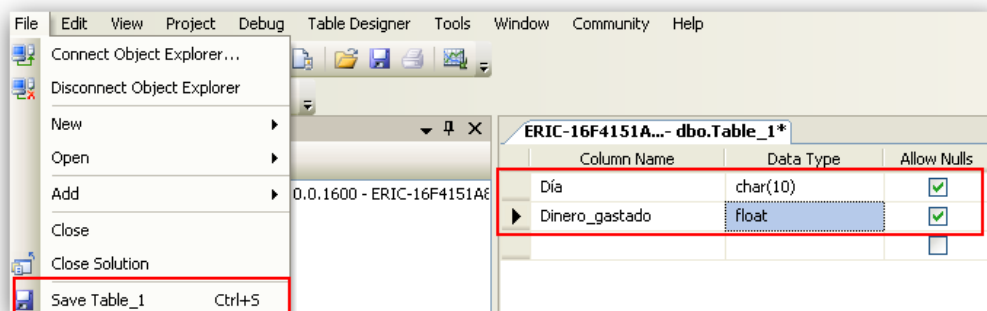 File Edit View Project Debug Table Designer Tools Window Community Help
Connect Object Explorer...
Disconnect Object Explorer
New
Open
Add
Close
Close Solution
Save Table_1 Ctrl+S
0.0.1600 - ERIC-16F4151A8
ERIC-16F4151A...- dbo.Table_1*
Column Name Data Type Allow Nulls
Día char(10)
Dinero_gastado float